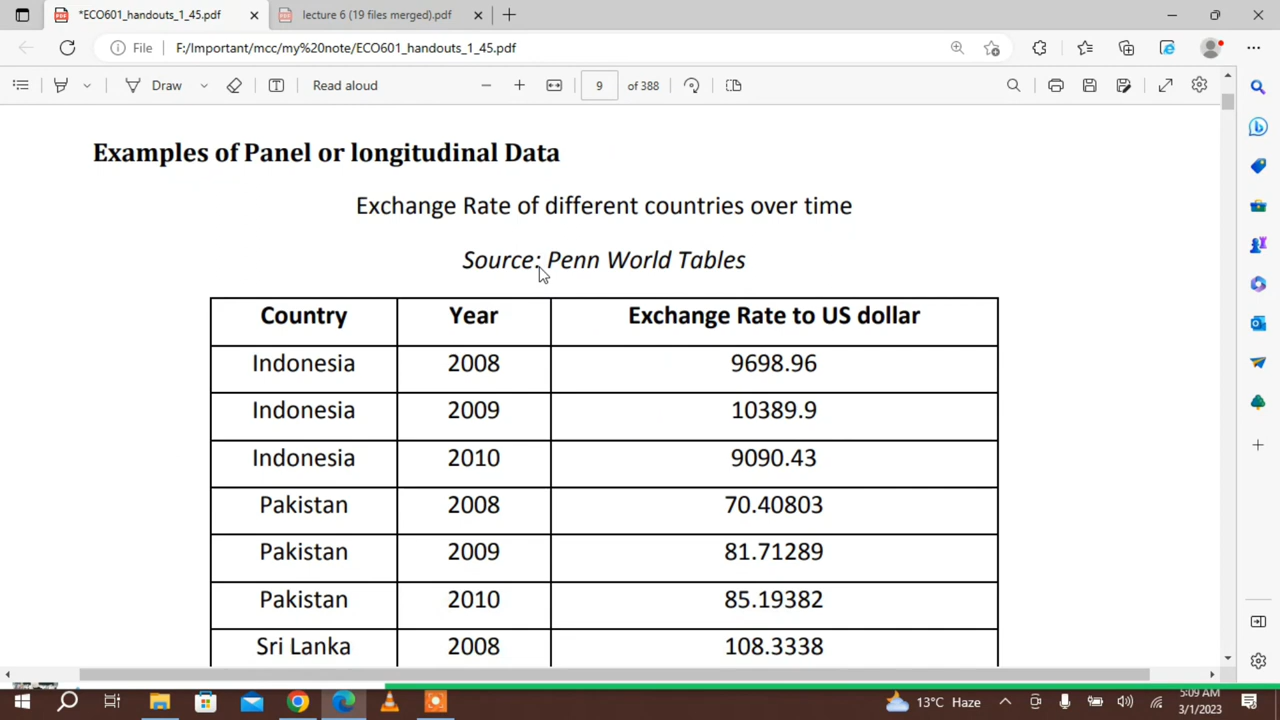 *ECO601_handouts_1_45.pdf
lecture 6 (19 files merged).pdf
File
F:/Important/mcc/my%20note/ECO601_handouts_1_45.pdf
Draw
Read aloud
9
of 388
Examples of Panel or longitudinal Data
Exchange Rate of different countries over time
Source: Penn World Tables
Country Year Exchange Rate to US dollar
Indonesia 2008 9698.96
Indonesia 2009 10389.9
Indonesia 2010 9090.43
Pakistan 2008 70.40803
Pakistan 2009 81.71289
Pakistan 2010 85.19382
Sri Lanka 2008 108.3338
13°C Haze
5:09 AM
3/1/2023